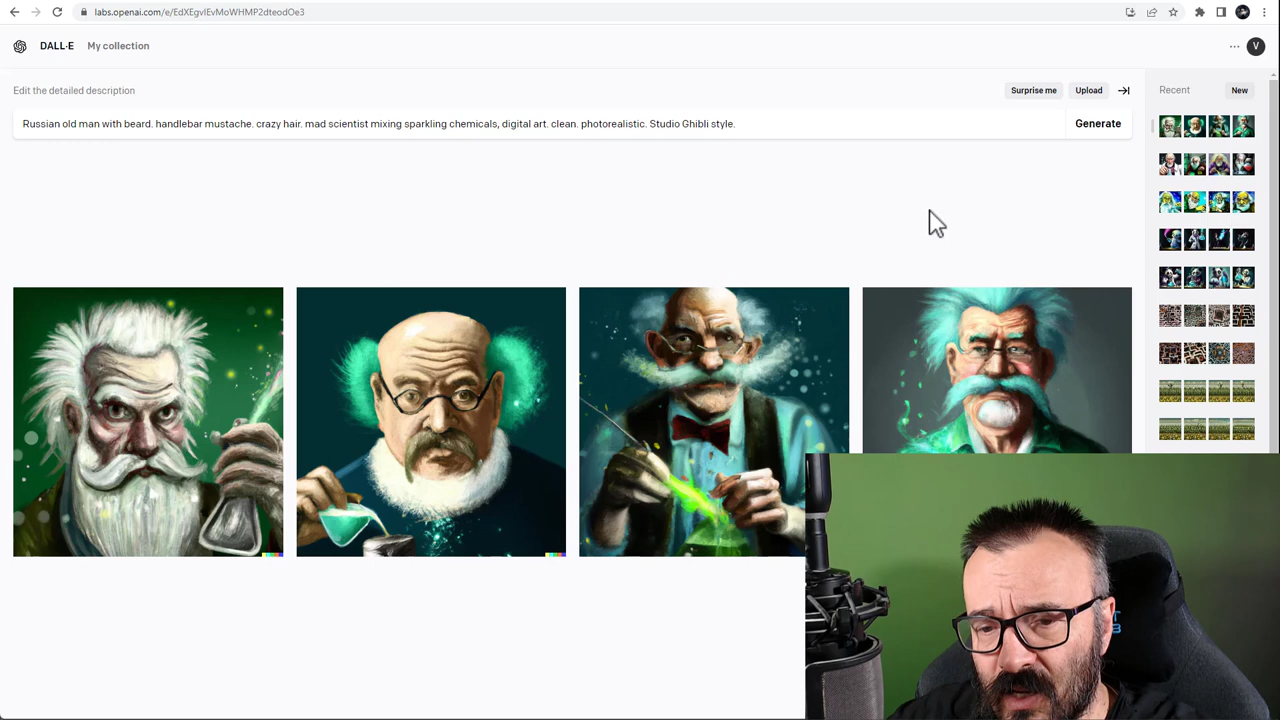 labs.openai.com/e/EdXEgvIEvMoWHMP2dteodOe3
DALL·E My collection
V
Edit the detailed description
Surprise me
Upload
Recent
New
Russian old man with beard. handlebar mustache. crazy hair. mad scientist mixing sparkling chemicals, digital art. clean. photorealistic. Studio Ghibli style.
Generate